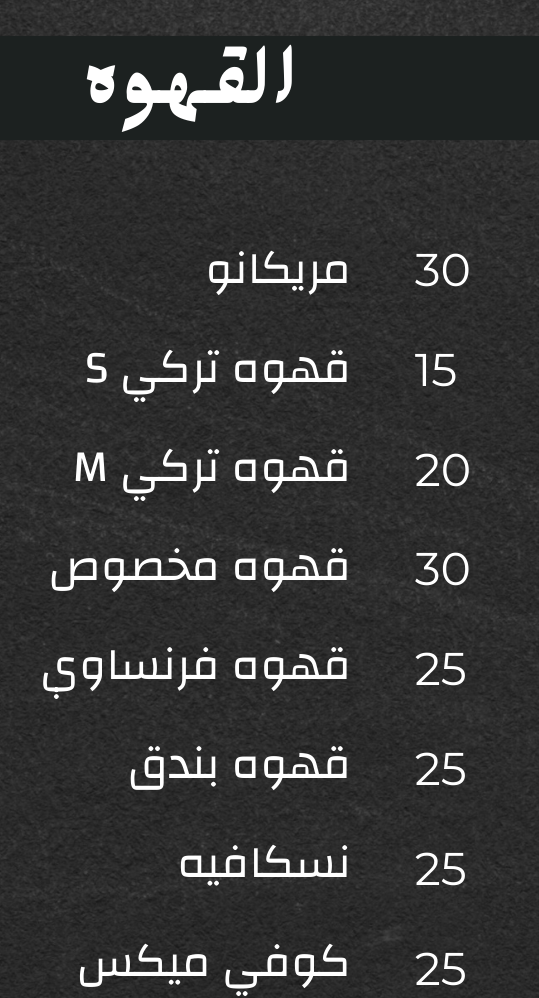 القهوه
مريكانو 30
قهوه تركي S 15
قهوه تركي M 20
قهوه مخصوص 30
قهوه فرنساوي 25
قهوه بندق 25
نسكافيه 25
كوفي ميكس 25